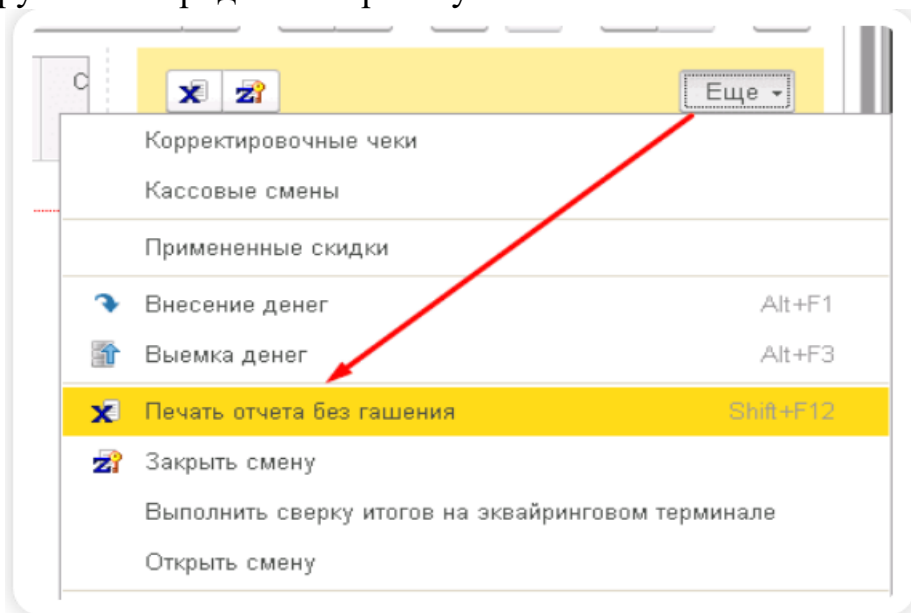 С
X Z
Еще
Корректировочные чеки
Кассовые смены
Примененные скидки
Внесение денег Alt+F1
Выемка денег Alt+F3
X Печать отчета без гашения Shift+F12
Z Закрыть смену
Выполнить сверку итогов на эквайринговом терминале
Открыть смену